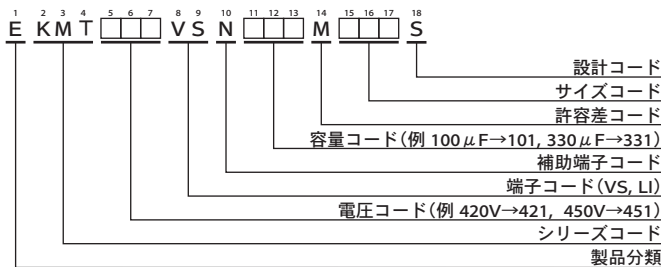 1 2 3 4 5 6 7 8 9 10 11 12 13 14 15 16 17 18
E K M T □□□ V S N □□□ M □□□ S
設計コード
サイズコード
許容差コード
容量コード(例 100μF→101, 330μF→331)
補助端子コード
端子コード(VS, LI)
電圧コード(例 420V→421, 450V→451)
シリーズコード
製品分類